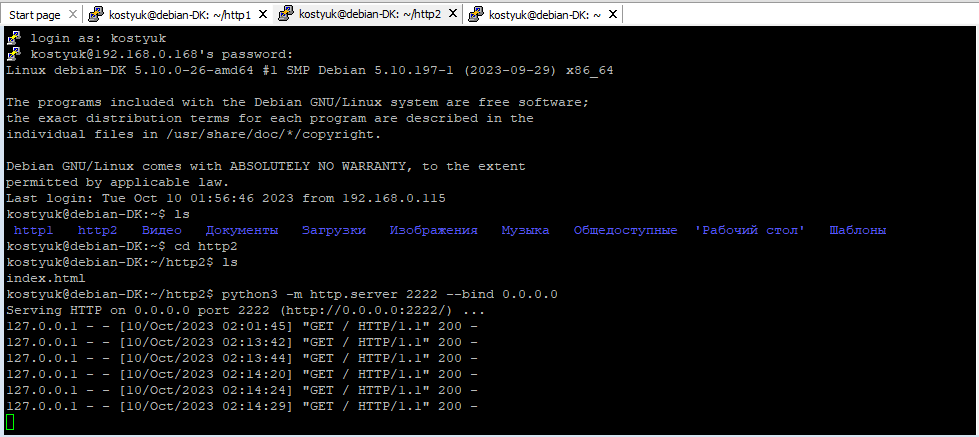 Start page kostyuk@debian-DK: ~/http1 kostyuk@debian-DK: ~/http2 kostyuk@debian-DK: ~
login as: kostyuk
kostyuk@192.168.0.168's password:
Linux debian-DK 5.10.0-26-amd64 #1 SMP Debian 5.10.197-1 (2023-09-29) x86_64
The programs included with the Debian GNU/Linux system are free software;
the exact distribution terms for each program are described in the
individual files in /usr/share/doc/*/copyright.
Debian GNU/Linux comes with ABSOLUTELY NO WARRANTY, to the extent
permitted by applicable law.
Last login: Tue Oct 10 01:56:46 2023 from 192.168.0.115
kostyuk@debian-DK:~$ ls
http1 http2 Видео Документы Загрузки Изображения Музыка Общедоступные 'Рабочий стол' Шаблоны
kostyuk@debian-DK:~$ cd http2
kostyuk@debian-DK:~/http2$ ls
index.html
kostyuk@debian-DK:~/http2$ python3 -m http.server 2222 --bind 0.0.0.0
Serving HTTP on 0.0.0.0 port 2222 (http://0.0.0.0:2222/) ...
127.0.0.1 - - [10/Oct/2023 02:01:45] "GET / HTTP/1.1" 200 -
127.0.0.1 - - [10/Oct/2023 02:13:42] "GET / HTTP/1.1" 200 -
127.0.0.1 - - [10/Oct/2023 02:13:44] "GET / HTTP/1.1" 200 -
127.0.0.1 - - [10/Oct/2023 02:14:20] "GET / HTTP/1.1" 200 -
127.0.0.1 - - [10/Oct/2023 02:14:24] "GET / HTTP/1.1" 200 -
127.0.0.1 - - [10/Oct/2023 02:14:29] "GET / HTTP/1.1" 200 -